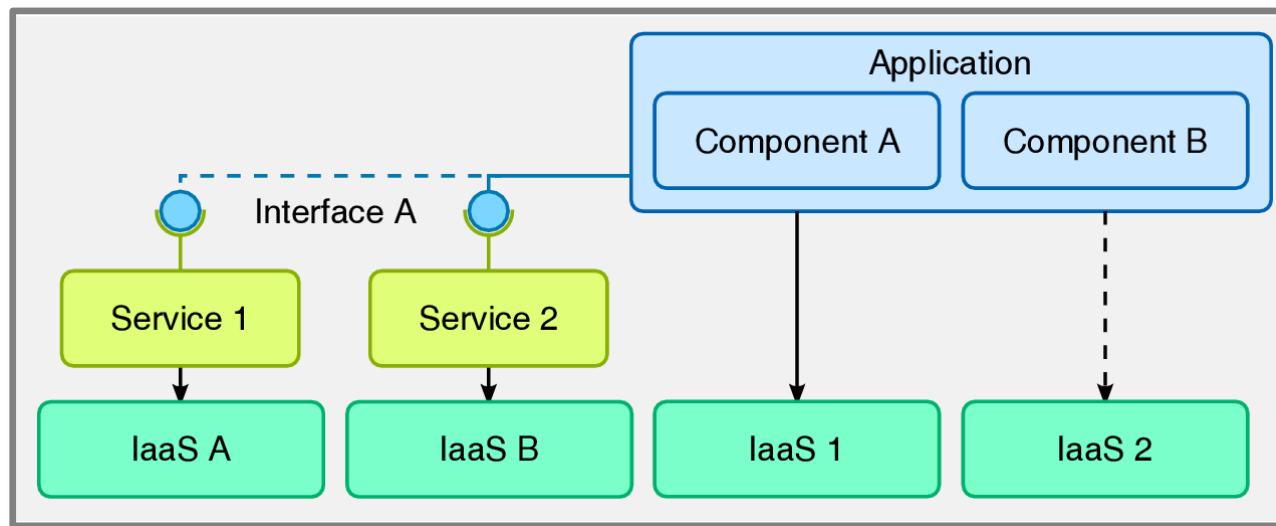 Application
Component A
Component B
Interface A
Service 1
Service 2
IaaS A
IaaS B
IaaS 1
IaaS 2